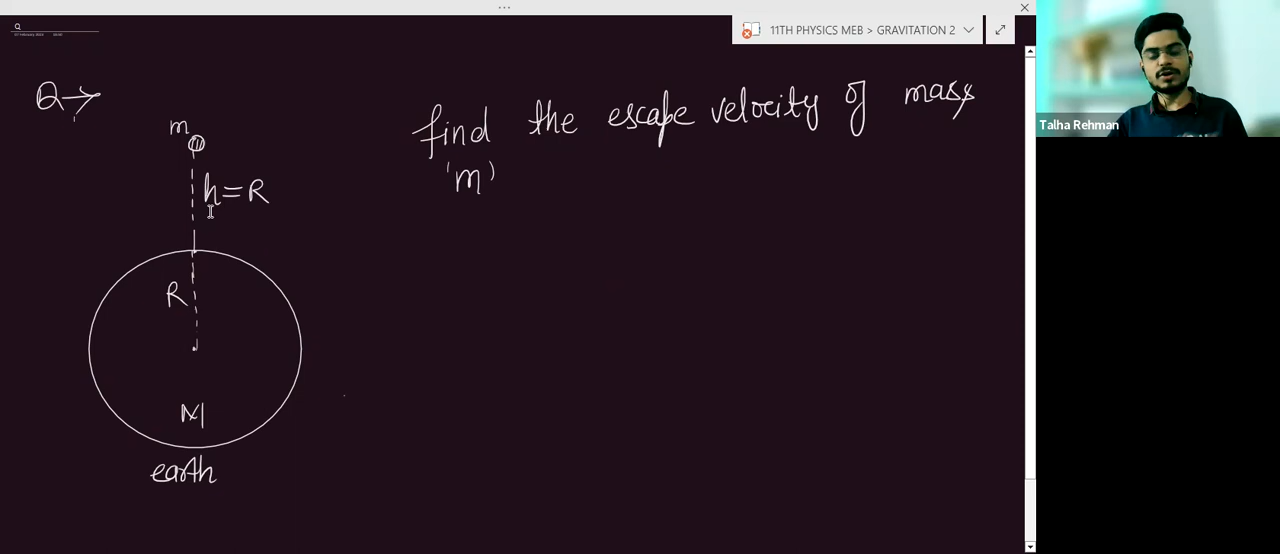 11TH PHYSICS MEB > GRAVITATION 2
Talha Rehman
Q→
find the escape velocity of mass
'm'
m
h=R
R
M
earth